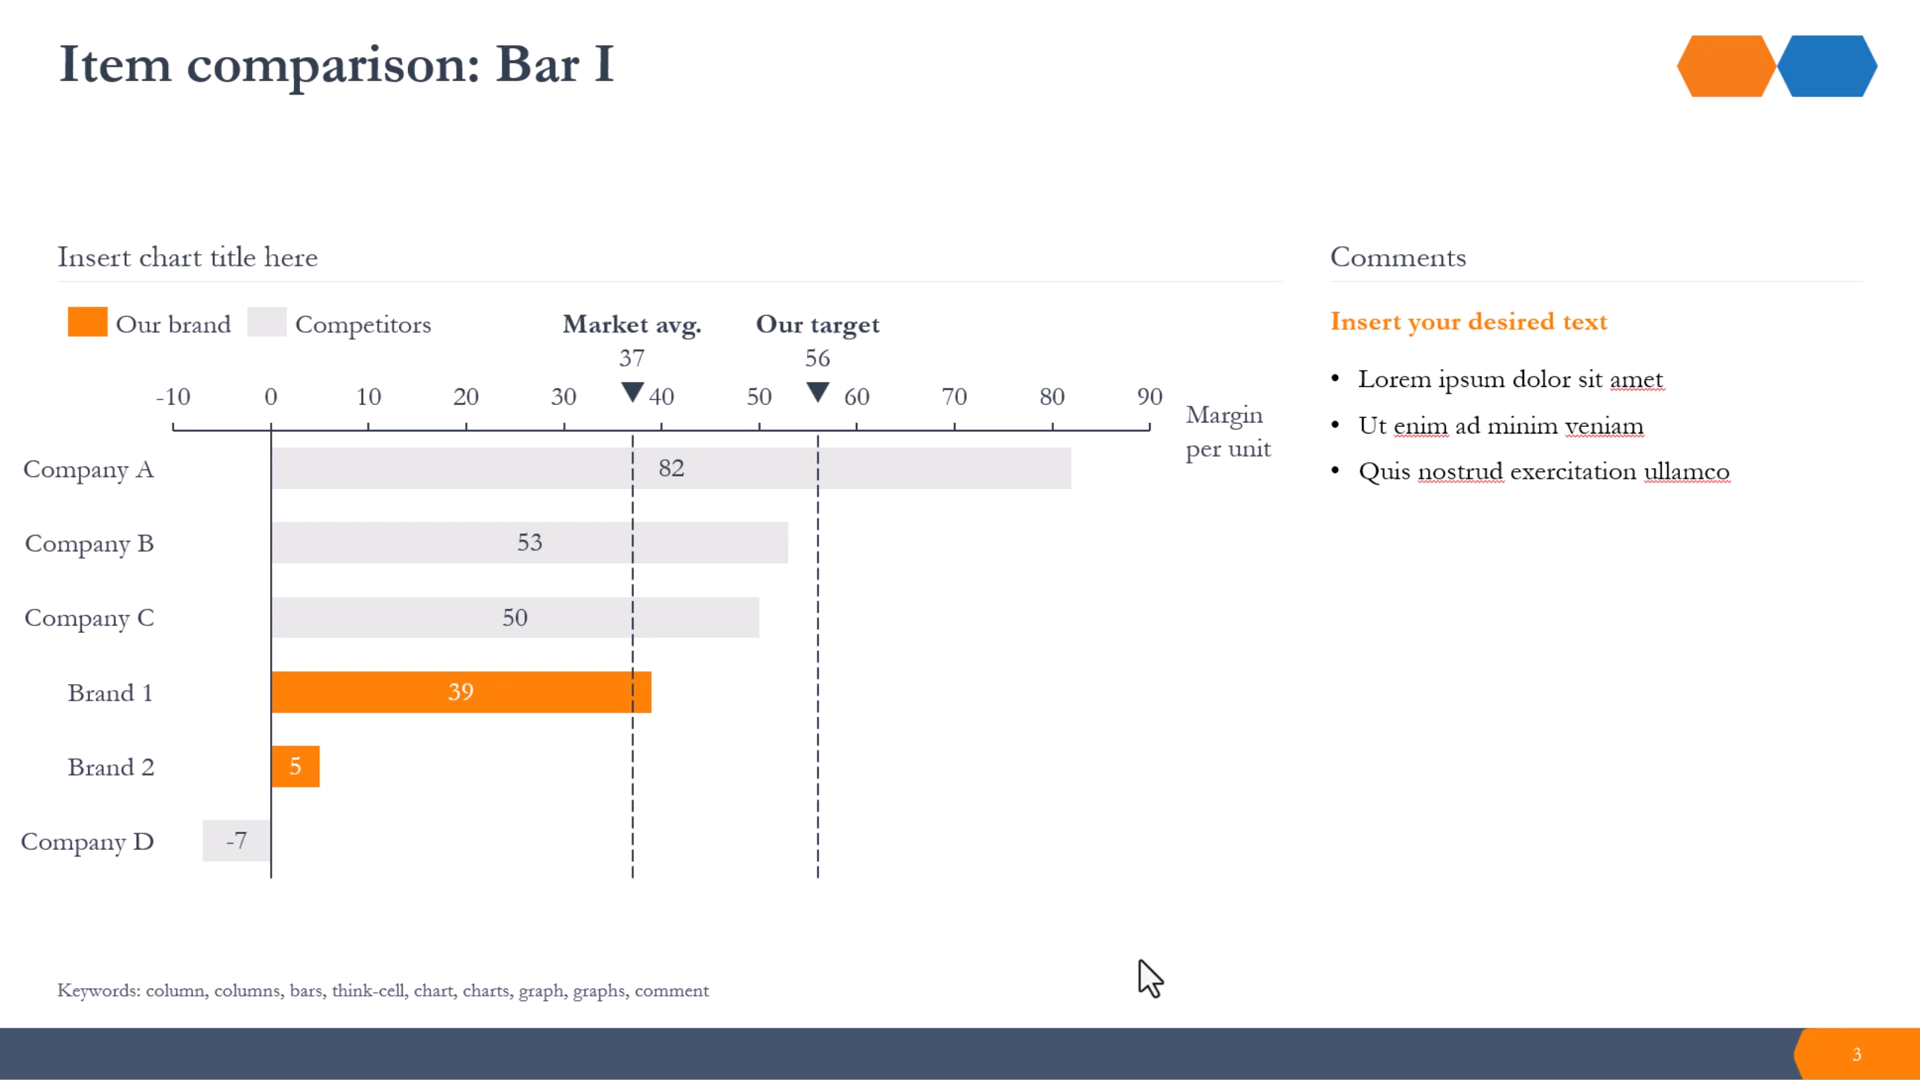 Item comparison: Bar I
Insert chart title here
Our brand
Competitors
Market avg.
37
Our target
56
-10 0 10 20 30 40 50 60 70 80 90
Margin
per unit
Company A 82
Company B 53
Company C 50
Brand 1 39
Brand 2 5
Company D -7
Comments
Insert your desired text
• Lorem ipsum dolor sit amet
• Ut enim ad minim veniam
• Quis nostrud exercitation ullamco
Keywords: column, columns, bars, think-cell, chart, charts, graph, graphs, comment
3